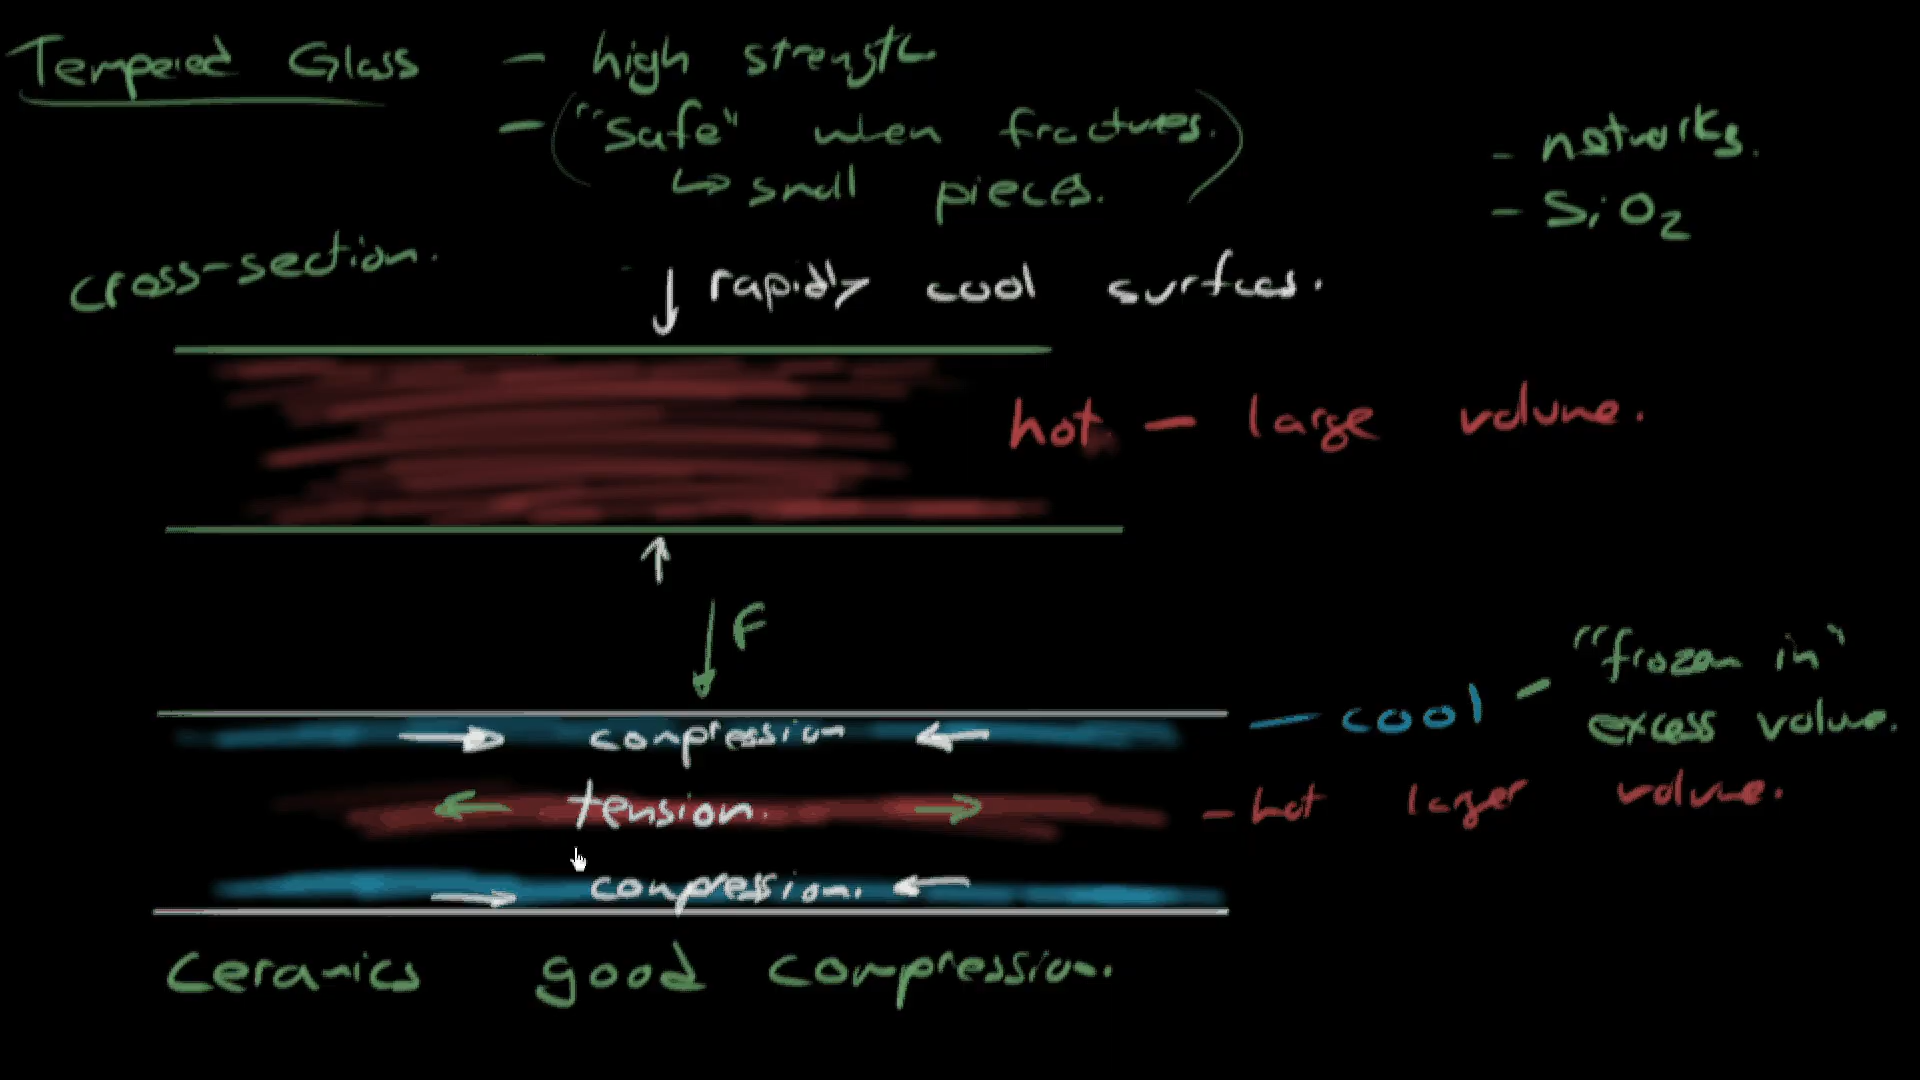 Tempered Glass - high strength
- ("Safe" when fractures.
↳ small pieces.)
- networks.
- SiO2
cross-section.
↓ rapidly cool surfaces.
hot - large volume.
F
compression
- cool - "frozen in" excess volume.
tension.
- hot larger volume.
compression.
Ceramics good compression.